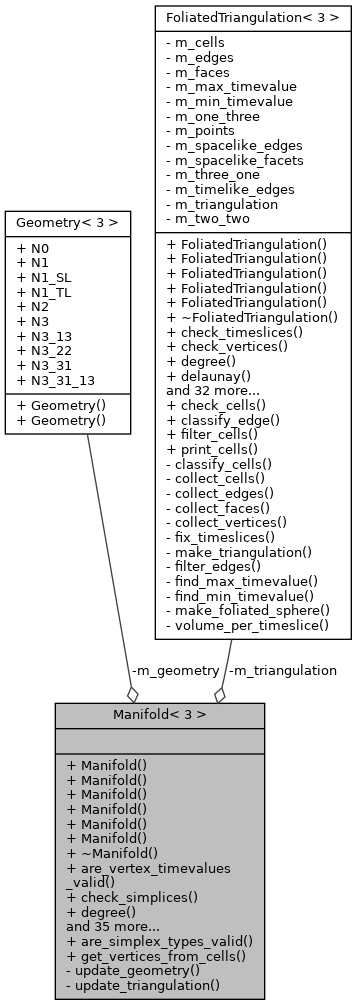 FoliatedTriangulation< 3 >
- m_cells
- m_edges
- m_faces
- m_max_timevalue
- m_min_timevalue
- m_one_three
- m_points
- m_spacelike_edges
- m_spacelike_facets
- m_three_one
- m_timelike_edges
- m_triangulation
- m_two_two
+ FoliatedTriangulation()
+ FoliatedTriangulation()
+ FoliatedTriangulation()
+ FoliatedTriangulation()
+ FoliatedTriangulation()
+ ~FoliatedTriangulation()
+ check_timeslices()
+ check_vertices()
+ degree()
+ delaunay()
and 32 more...
+ check_cells()
+ classify_edge()
+ filter_cells()
+ print_cells()
- classify_cells()
- collect_cells()
- collect_edges()
- collect_faces()
- collect_vertices()
- fix_timeslices()
- make_triangulation()
- filter_edges()
- find_max_timevalue()
- find_min_timevalue()
- make_foliated_sphere()
- volume_per_timeslice()
Geometry< 3 >
+ N0
+ N1
+ N1_SL
+ N1_TL
+ N2
+ N3
+ N3_13
+ N3_22
+ N3_31
+ N3_31_13
+ Geometry()
+ Geometry()
-m_geometry
-m_triangulation
Manifold< 3 >
+ Manifold()
+ Manifold()
+ Manifold()
+ Manifold()
+ Manifold()
+ Manifold()
+ ~Manifold()
+ are_vertex_timevalues
_valid()
+ check_simplices()
+ degree()
and 35 more...
+ are_simplex_types_valid()
+ get_vertices_from_cells()
- update_geometry()
- update_triangulation()